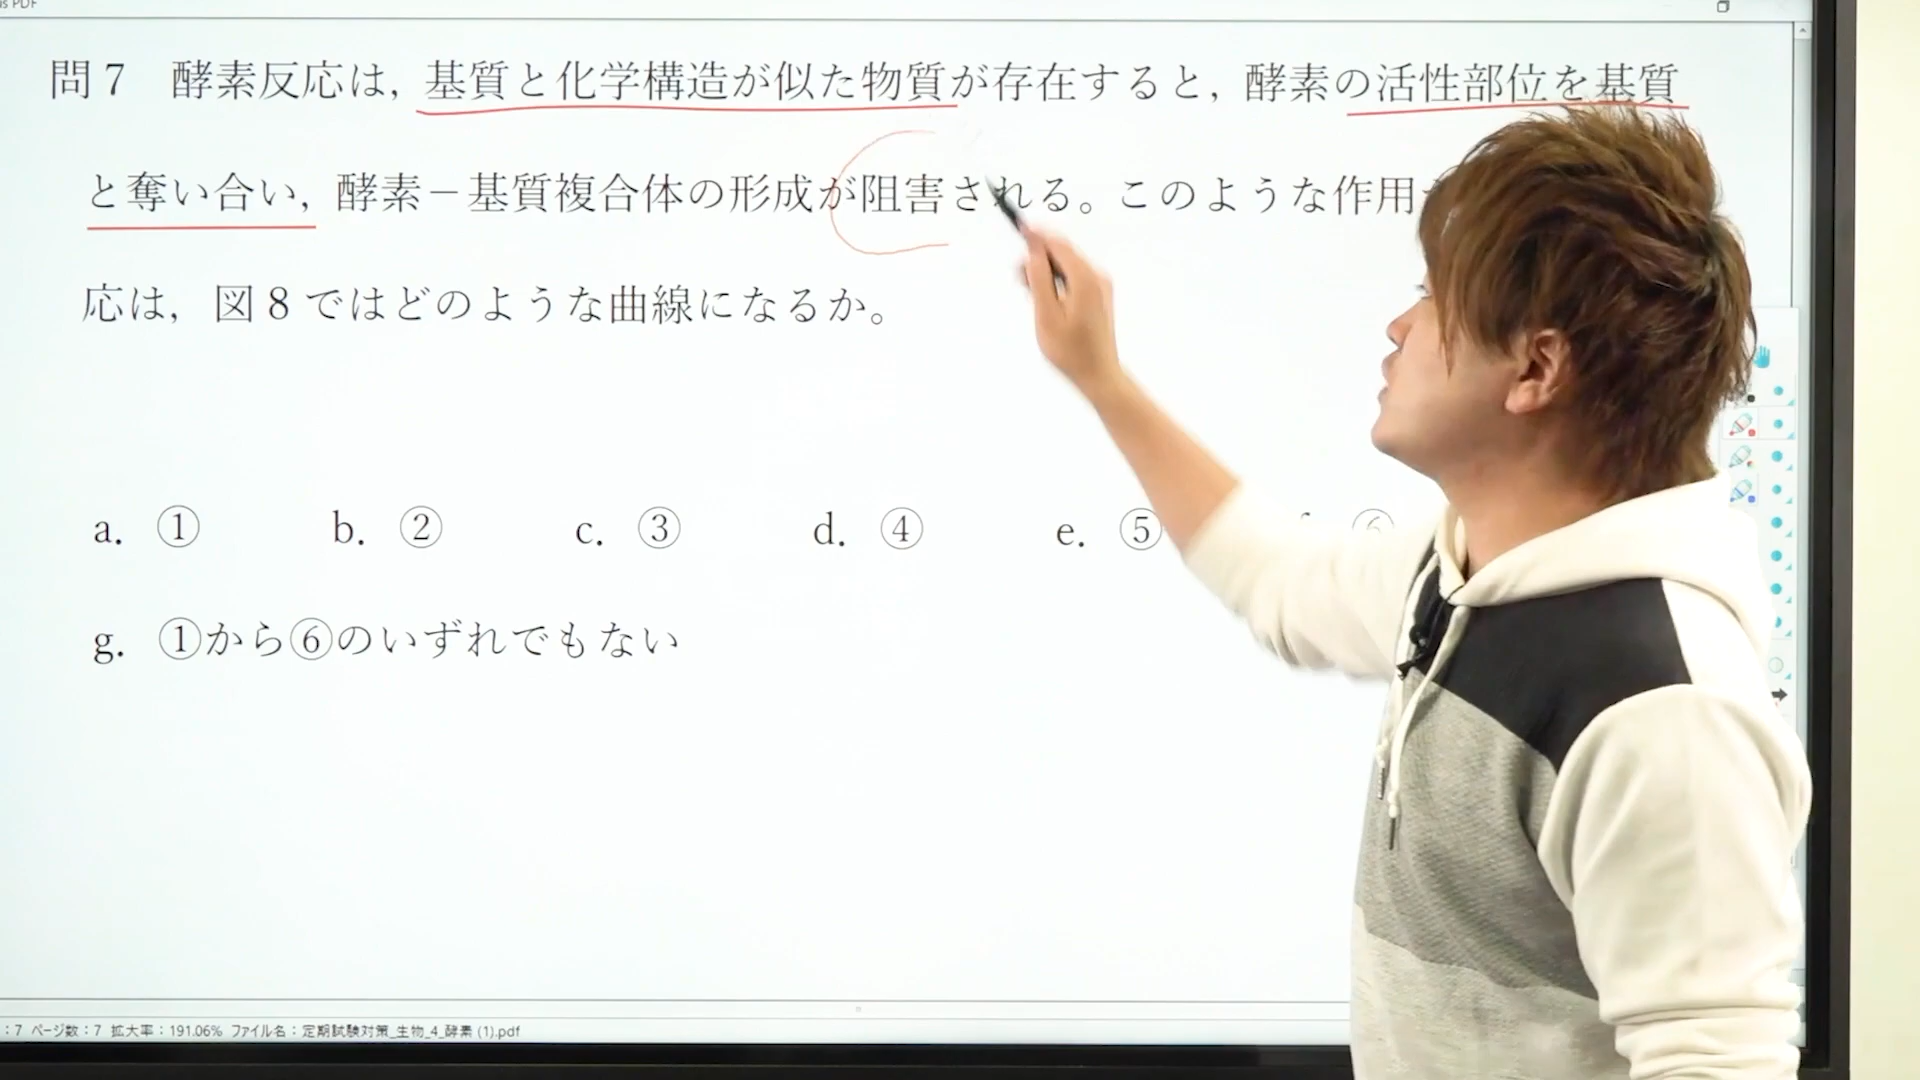 s PDF
問7 酵素反応は, 基質と化学構造が似た物質が存在すると, 酵素の活性部位を基質
と奪い合い, 酵素－基質複合体の形成が阻害される。このような作用
応は, 図8ではどのような曲線になるか。
a. ① b. ② c. ③ d. ④ e. ⑤ ⑥
g. ①から⑥のいずれでもない
: 7 ページ数 : 7 拡大率 : 191.06% ファイル名 : 定期試験対策_生物_4_酵素 (1).pdf